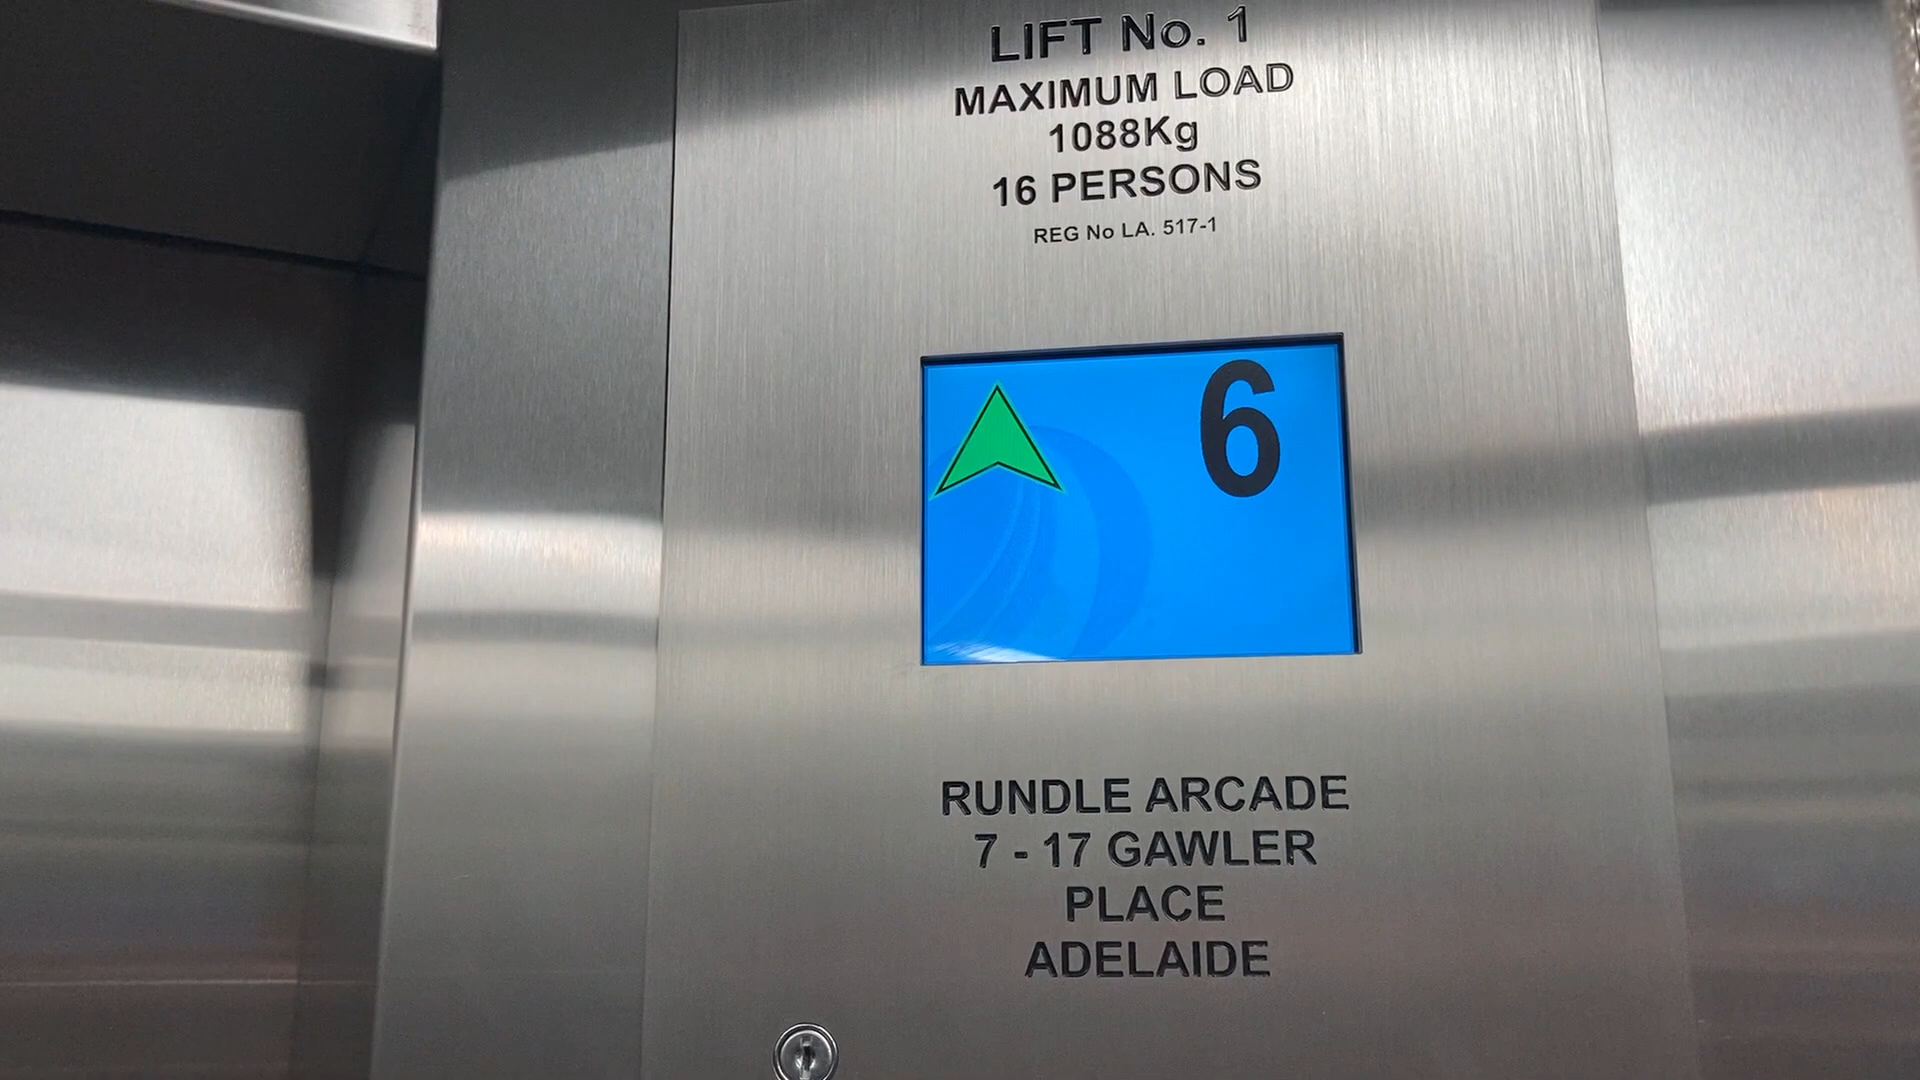 LIFT No. 1
MAXIMUM LOAD
1088Kg
16 PERSONS
REG No LA. 517-1
6
RUNDLE ARCADE
7 - 17 GAWLER
PLACE
ADELAIDE